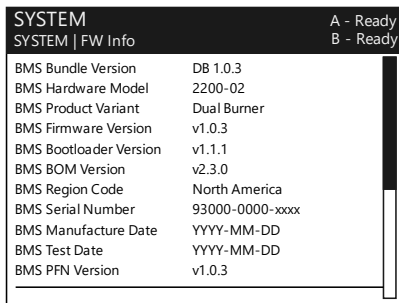 SYSTEM A - Ready
SYSTEM | FW Info B - Ready
BMS Bundle Version DB 1.0.3
BMS Hardware Model 2200-02
BMS Product Variant Dual Burner
BMS Firmware Version v1.0.3
BMS Bootloader Version v1.1.1
BMS BOM Version v2.3.0
BMS Region Code North America
BMS Serial Number 93000-0000-xxxx
BMS Manufacture Date YYYY-MM-DD
BMS Test Date YYYY-MM-DD
BMS PFN Version v1.0.3